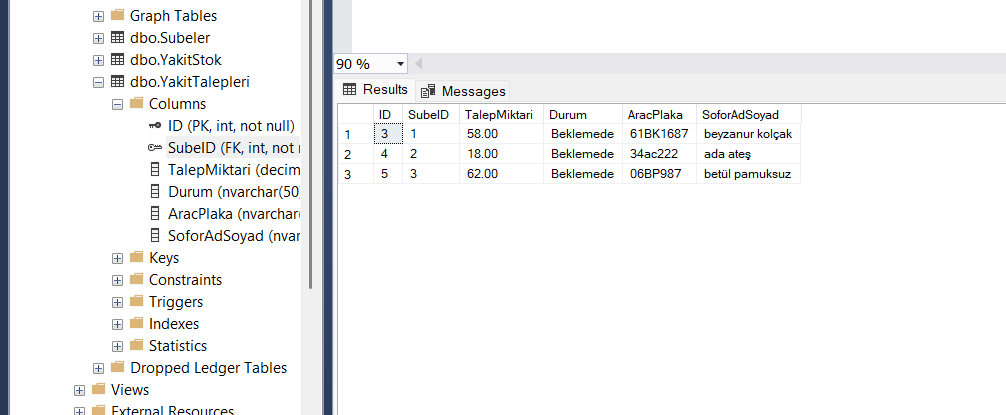 Graph Tables
dbo.Subeler
dbo.YakitStok
dbo.YakitTalepleri
Columns
ID (PK, int, not null)
SubeID (FK, int, not
TalepMiktari (decim
Durum (nvarchar(50)
AracPlaka (nvarchar(
SoforAdSoyad (nvar
Keys
Constraints
Triggers
Indexes
Statistics
Dropped Ledger Tables
Views
External Resources
90 %
Results Messages
ID SubeID TalepMiktari Durum AracPlaka SoforAdSoyad
1 3 1 58.00 Beklemede 61BK1687 beyzanur kolçak
2 4 2 18.00 Beklemede 34ac222 ada ateş
3 5 3 62.00 Beklemede 06BP987 betül pamuksuz